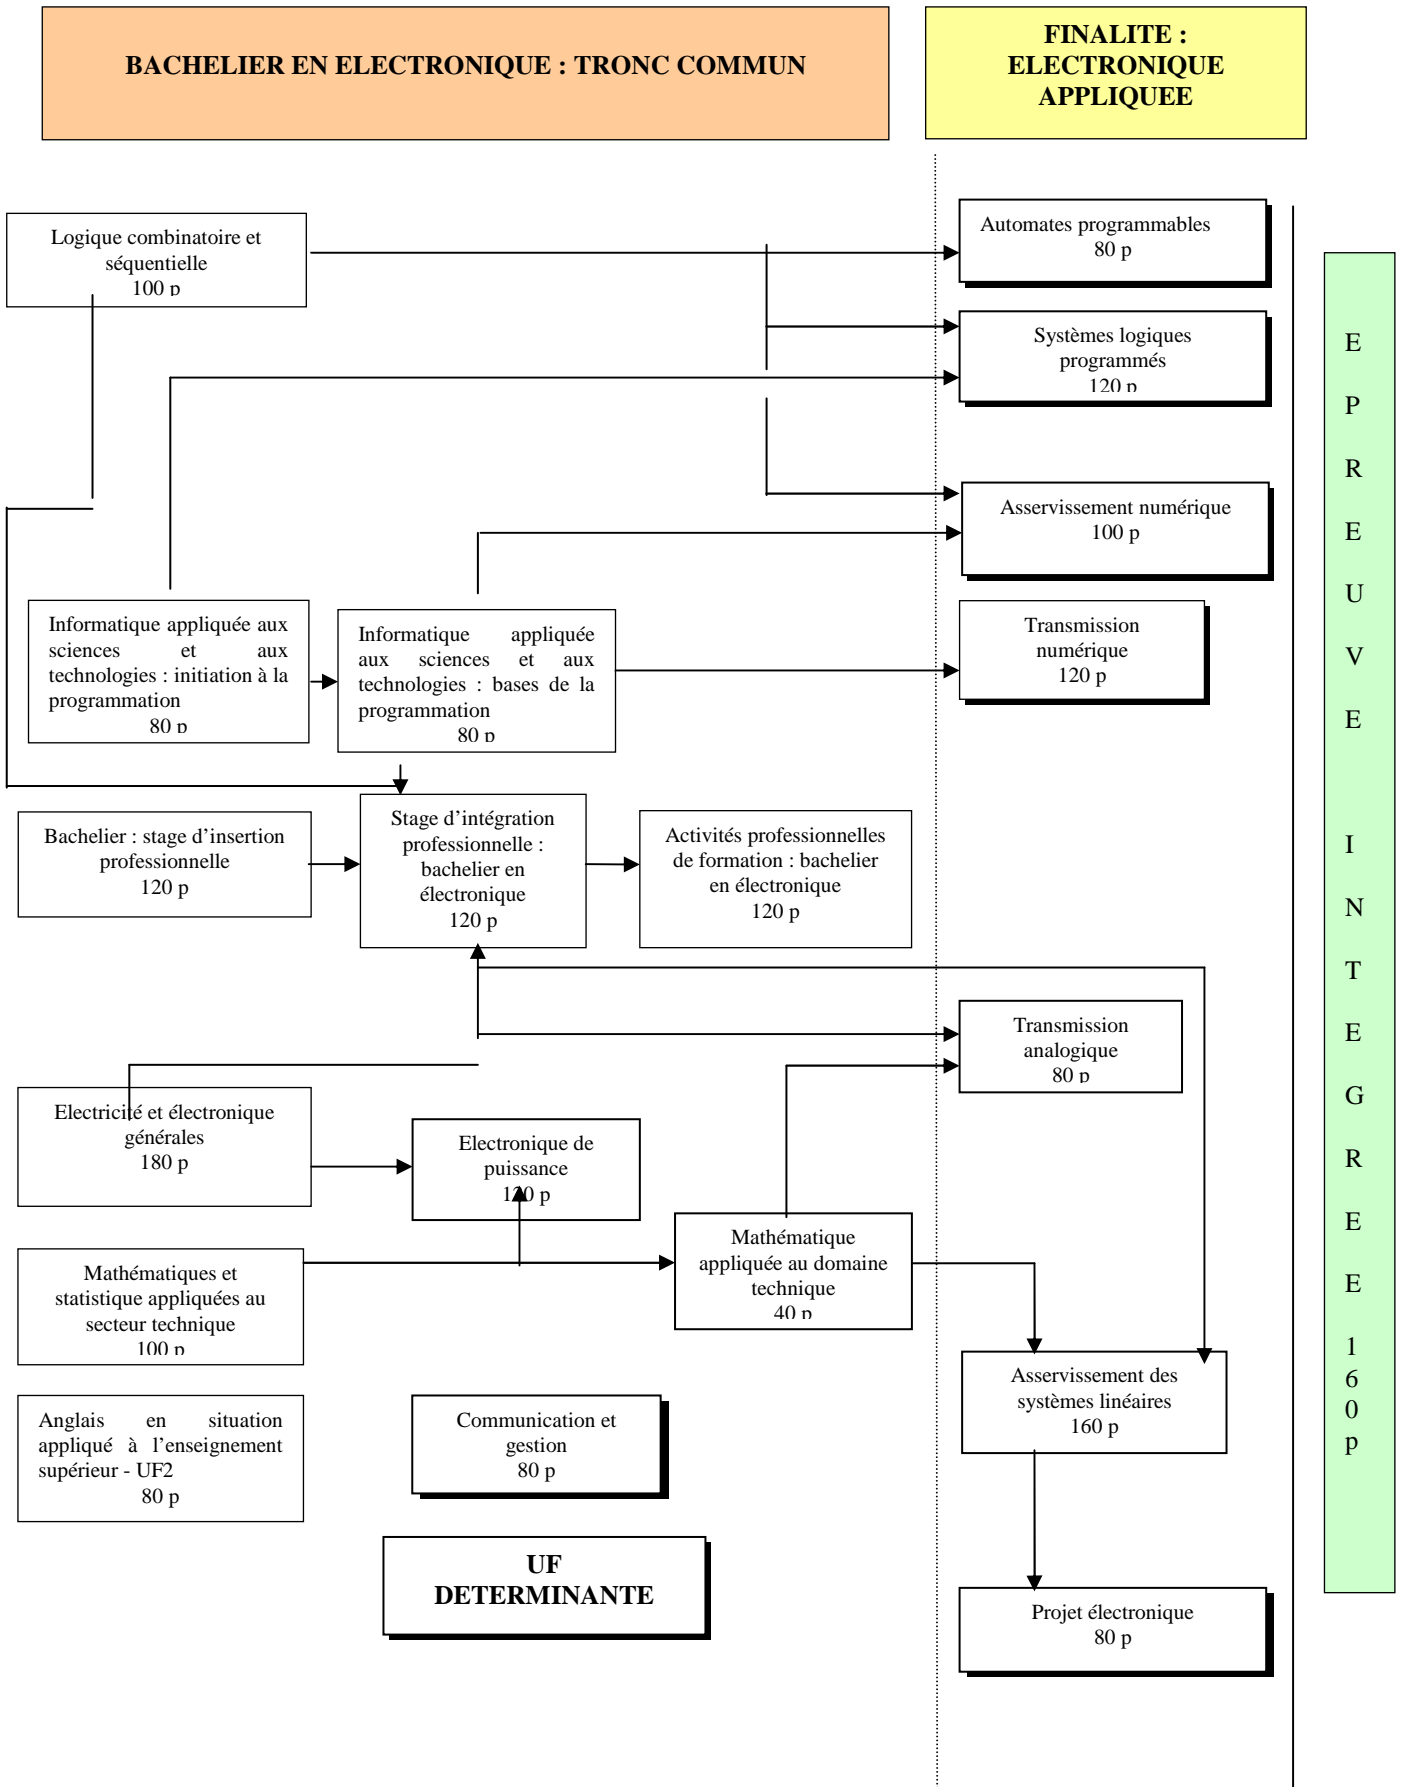 BACHELIER EN ELECTRONIQUE : TRONC COMMUN
FINALITE :
ELECTRONIQUE
APPLIQUEE
Logique combinatoire et
séquentielle
100 p
Automates programmables
80 p
Systèmes logiques
programmés
120 p
Asservissement numérique
100 p
Informatique appliquée aux
sciences et aux
technologies : initiation à la
programmation
80 p
Informatique appliquée
aux sciences et aux
technologies : bases de la
programmation
80 p
Transmission
numérique
120 p
Bachelier : stage d’insertion
professionnelle
120 p
Stage d’intégration
professionnelle :
bachelier en
électronique
120 p
Activités professionnelles
de formation : bachelier
en électronique
120 p
Transmission
analogique
80 p
Electricité et électronique
générales
180 p
Electronique de
puissance
120 p
Mathématique
appliquée au domaine
technique
40 p
Mathématiques et
statistique appliquées au
secteur technique
100 p
Asservissement des
systèmes linéaires
160 p
Anglais en situation
appliqué à l’enseignement
supérieur - UF2
80 p
Communication et
gestion
80 p
UF
DETERMINANTE
Projet électronique
80 p
E
P
R
E
U
V
E
I
N
T
E
G
R
E
E
1
6
0
p